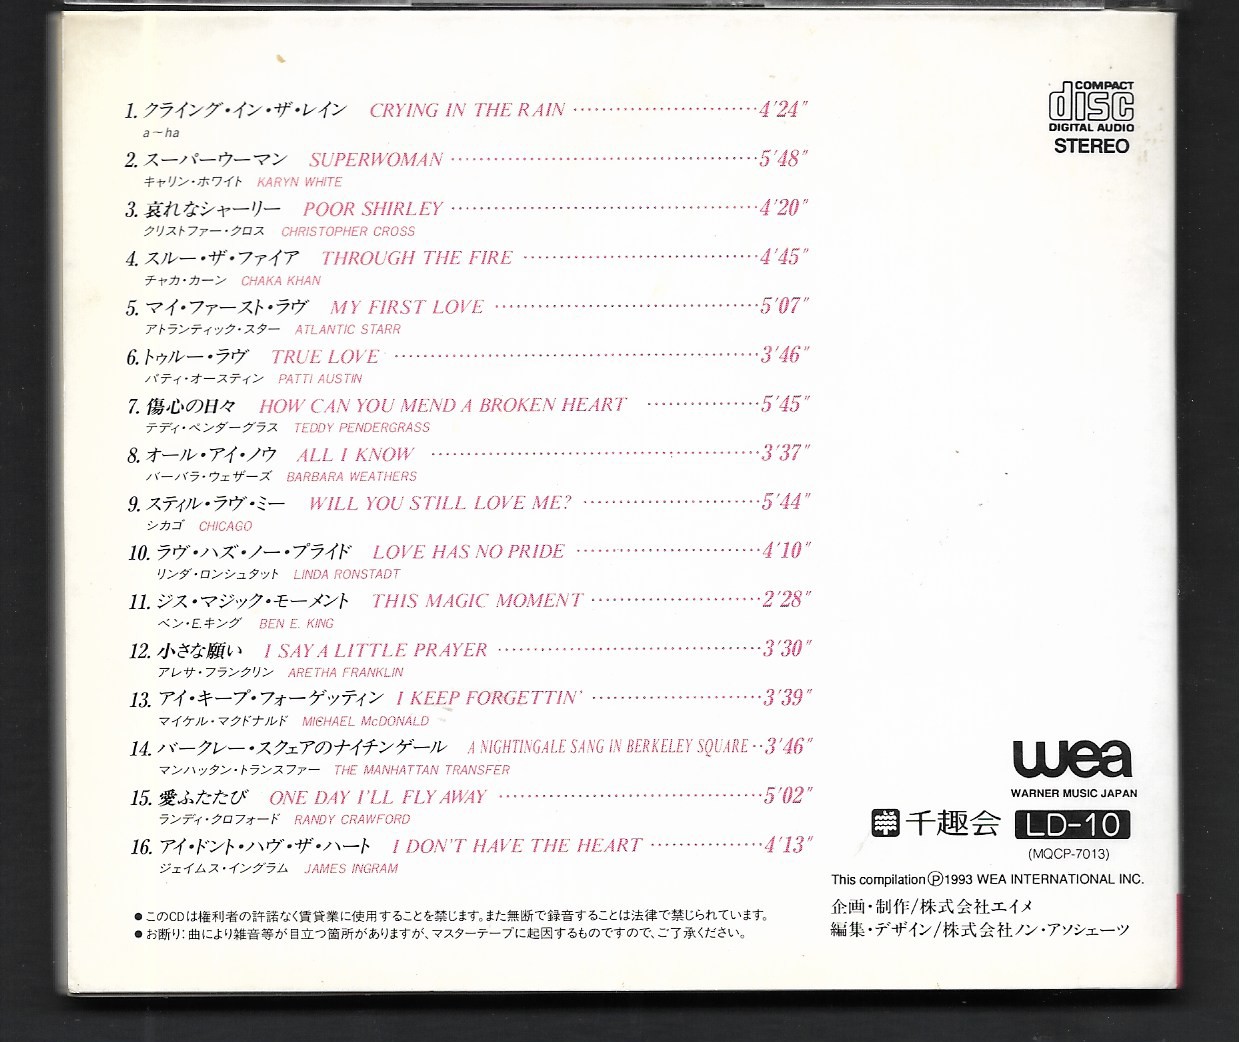 1. クライング・イン・ザ・レイン CRYING IN THE RAIN 4'24"
a〜ha
2. スーパーウーマン SUPERWOMAN 5'48"
キャリン・ホワイト KARYN WHITE
3. 哀れなシャーリー POOR SHIRLEY 4'20"
クリストファー・クロス CHRISTOPHER CROSS
4. スルー・ザ・ファイア THROUGH THE FIRE 4'45"
チャカ・カーン CHAKA KHAN
5. マイ・ファースト・ラヴ MY FIRST LOVE 5'07"
アトランティック・スター ATLANTIC STARR
6. トゥルー・ラヴ TRUE LOVE 3'46"
パティ・オースティン PATTI AUSTIN
7. 傷心の日々 HOW CAN YOU MEND A BROKEN HEART 5'45"
テディ・ペンダーグラス TEDDY PENDERGRASS
8. オール・アイ・ノウ ALL I KNOW 3'37"
バーバラ・ウェザーズ BARBARA WEATHERS
9. スティル・ラヴ・ミー WILL YOU STILL LOVE ME? 5'44"
シカゴ CHICAGO
10. ラヴ・ハズ・ノー・プライド LOVE HAS NO PRIDE 4'10"
リンダ・ロンシュタット LINDA RONSTADT
11. ジス・マジック・モーメント THIS MAGIC MOMENT 2'28"
ベン・E.キング BEN E. KING
12. 小さな願い I SAY A LITTLE PRAYER 3'30"
アレサ・フランクリン ARETHA FRANKLIN
13. アイ・キープ・フォーゲッティン I KEEP FORGETTIN' 3'39"
マイケル・マクドナルド MICHAEL McDONALD
14. バークレー・スクェアのナイチンゲール A NIGHTINGALE SANG IN BERKELEY SQUARE 3'46"
マンハッタン・トランスファー THE MANHATTAN TRANSFER
15. 愛ふたたび ONE DAY I'LL FLY AWAY 5'02"
ランディ・クロフォード RANDY CRAWFORD
16. アイ・ドント・ハヴ・ザ・ハート I DON'T HAVE THE HEART 4'13"
ジェイムス・イングラム JAMES INGRAM
●このCDは権利者の許諾なく賃貸業に使用することを禁じます。また無断で録音することは法律で禁じられています。
●お断り:曲により雑音等が目立つ箇所がありますが、マスターテープに起因するものですので、ご了承ください。
COMPACT
disc
DIGITAL AUDIO
STEREO
wea
WARNER MUSIC JAPAN
千趣会 LD-10
(MQCP-7013)
This compilation Ⓟ1993 WEA INTERNATIONAL INC.
企画・制作/株式会社エイメ
編集・デザイン/株式会社ノン・アソシェーツ